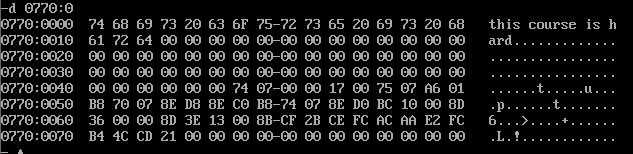 -d 0770:0
0770:0000  74 68 69 73 20 63 6F 75-72 73 65 20 69 73 20 68   this course is h
0770:0010  61 72 64 00 00 00 00 00-00 00 00 00 00 00 00 00   ard.............
0770:0020  00 00 00 00 00 00 00 00-00 00 00 00 00 00 00 00   ................
0770:0030  00 00 00 00 00 00 00 00-00 00 00 00 00 00 00 00   ................
0770:0040  00 00 00 00 00 74 07-00-00 17 00 75 07 A6 01   .....t.....u...
0770:0050  B8 70 07 8E D8 8E C0 B8-74 07 8E D0 BC 10 00 8D   .p......t.......
0770:0060  36 00 00 8D 3E 13 00 8B-CF 2B CE FC AC AA E2 FC   6...>....+......
0770:0070  B4 4C CD 21 00 00 00 00-00 00 00 00 00 00 00 00   .L.!............